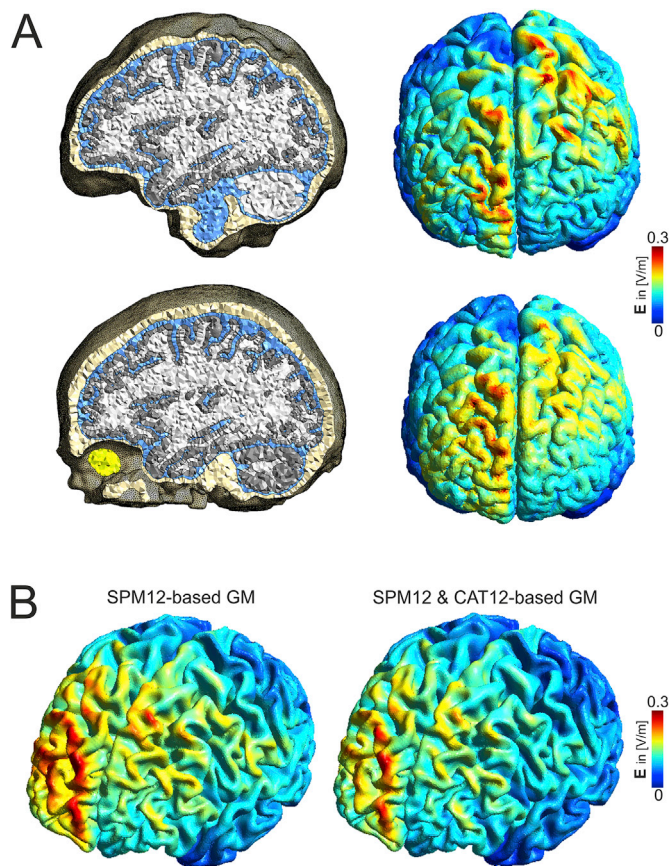 A
0.3
E in [V/m]
0
B
SPM12-based GM
SPM12 & CAT12-based GM
0.3
E in [V/m]
0